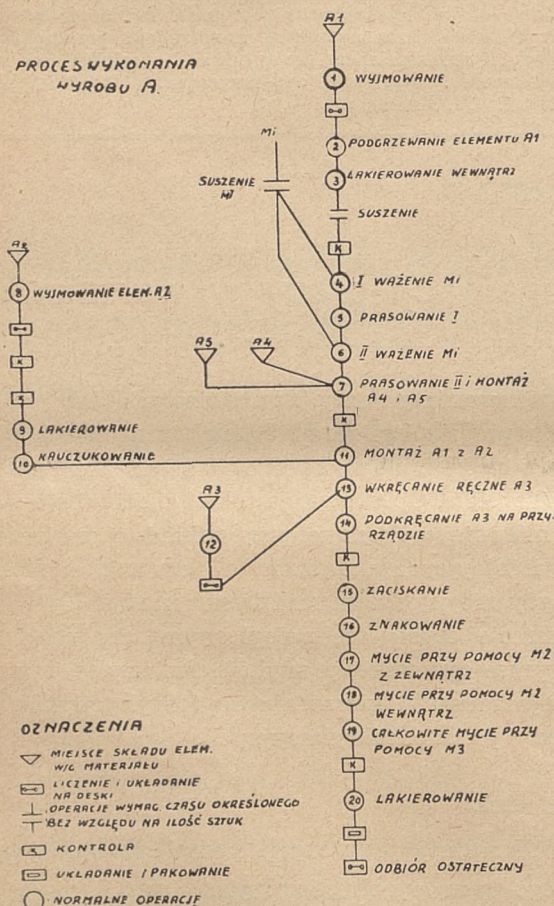 PROCES WYKONANIA
WYROBU A.
A1
1 WYJMOWANIE
2 PODGRZEWANIE ELEMENTU A1
3 LAKIEROWANIE WEWNĄTRZ
SUSZENIE
K
Mi
SUSZENIE
4 I WAŻENIE Mi
5 PRASOWANIE I
6 II WAŻENIE Mi
A5
A4
7 PRASOWANIE II i MONTAŻ
A4 i A5
K
A2
8 WYJMOWANIE ELEM. A2
K
K
9 LAKIEROWANIE
10 KAUCZUKOWANIE
11 MONTAŻ A1 z A2
13 WKRĘCANIE RĘCZNE A3
A3
12
14 PODKRĘCANIE A3 NA PRZY-
RZĄDZIE
K
15 ZACISKANIE
16 ZNAKOWANIE
17 MYCIE PRZY POMOCY M2
Z ZEWNĄTRZ
18 MYCIE PRZY POMOCY M2
WEWNĄTRZ
19 CAŁKOWITE MYCIE PRZY
POMOCY M3
K
20 LAKIEROWANIE
ODBIÓR OSTATECZNY
OZNACZENIA
MIEJSCE SKŁADU ELEM.
W/G MATERJAŁU
LICZENIE i UKŁADANIE
NA DESKI
OPERACJE WYMAG. CZASU OKREŚLONEGO
BEZ WZGLĘDU NA ILOŚĆ SZTUK
K KONTROLA
UKŁADANIE i PAKOWANIE
NORMALNE OPERACJE